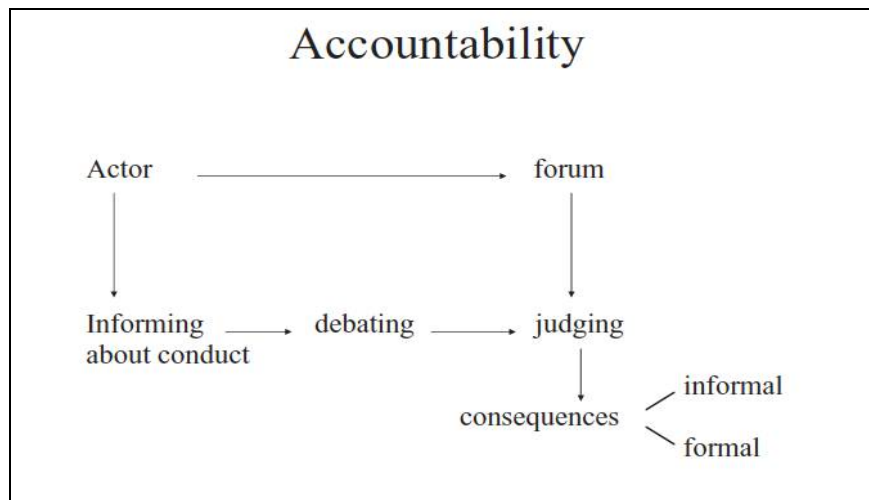 Accountability
Actor
forum
Informing
about conduct
debating
judging
consequences
informal
formal